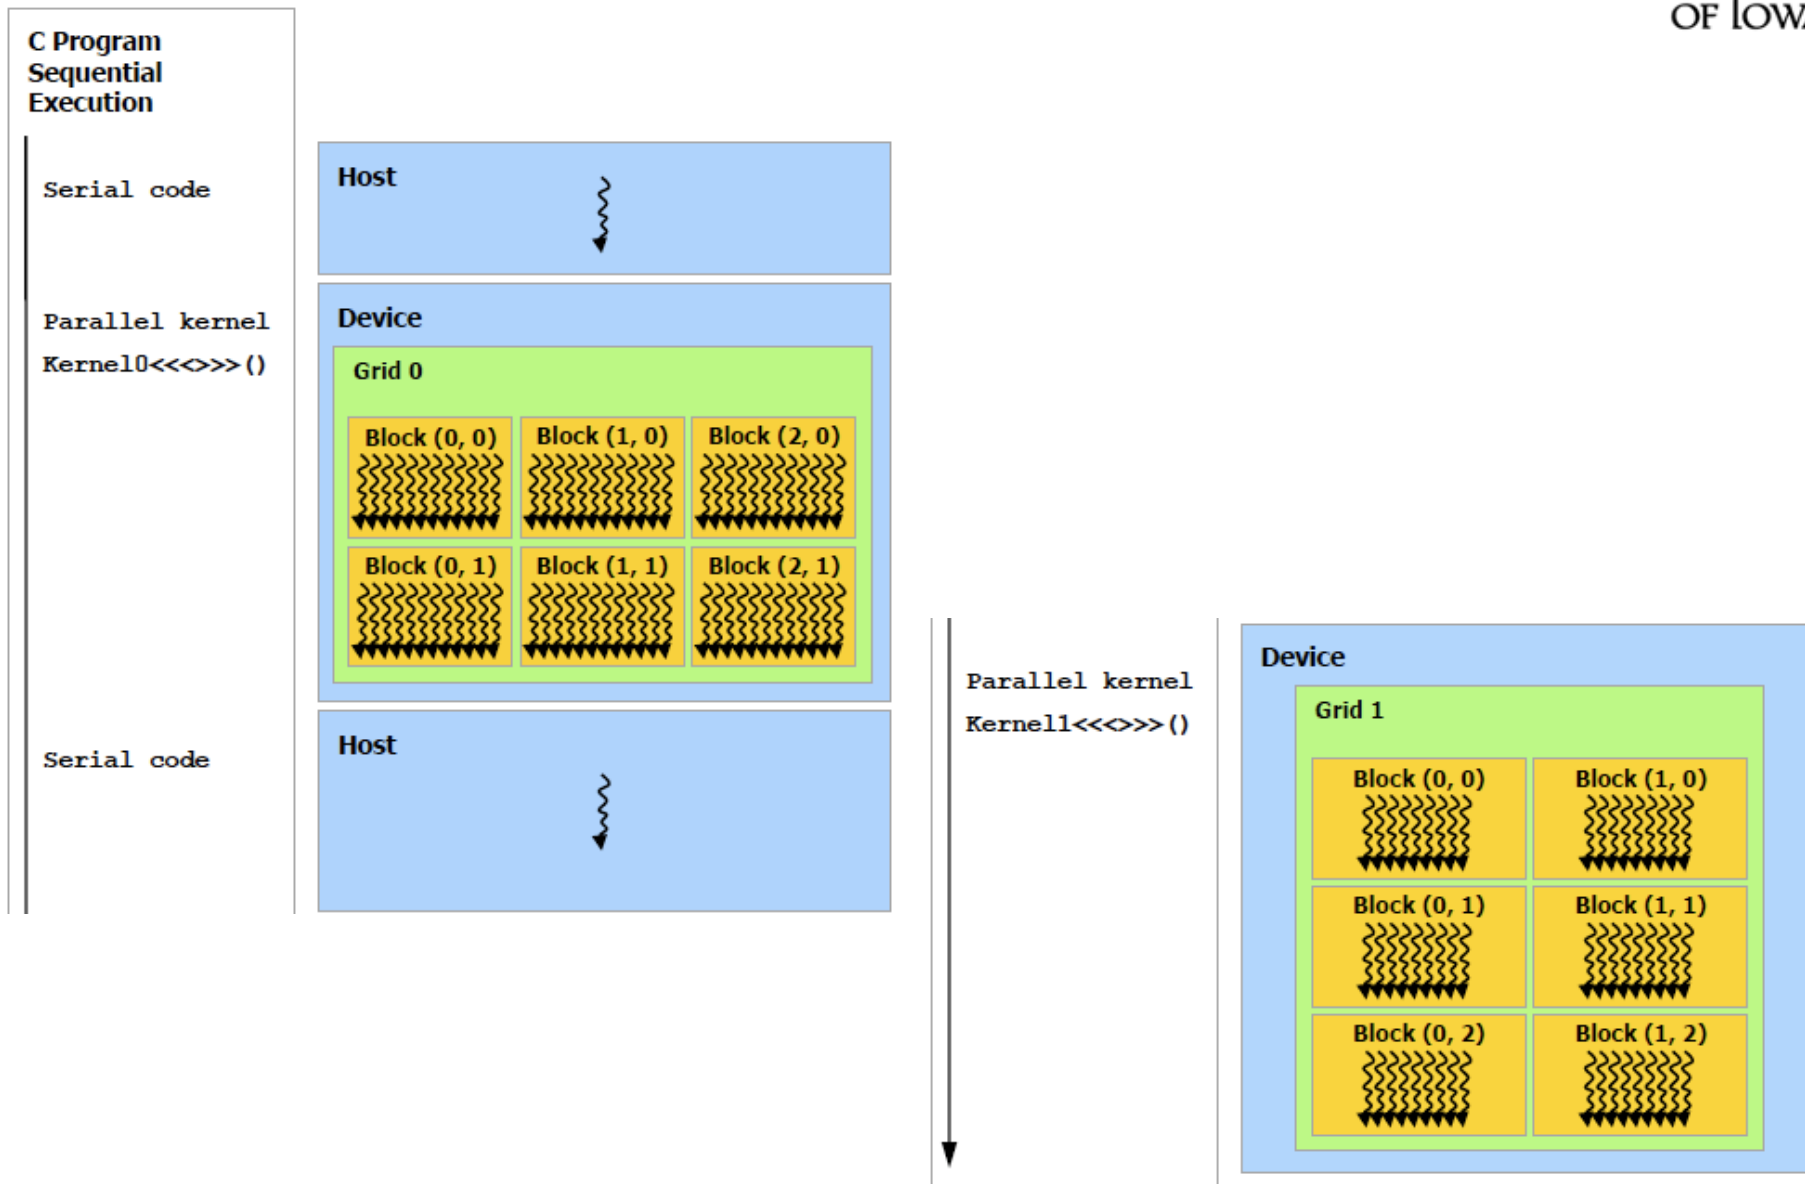 OF IOWA
C Program
Sequential
Execution
Serial code
Host
Parallel kernel
Kernel0<<<>>>()
Device
Grid 0
Block (0, 0) Block (1, 0) Block (2, 0)
Block (0, 1) Block (1, 1) Block (2, 1)
Serial code
Host
Parallel kernel
Kernel1<<<>>>()
Device
Grid 1
Block (0, 0) Block (1, 0)
Block (0, 1) Block (1, 1)
Block (0, 2) Block (1, 2)